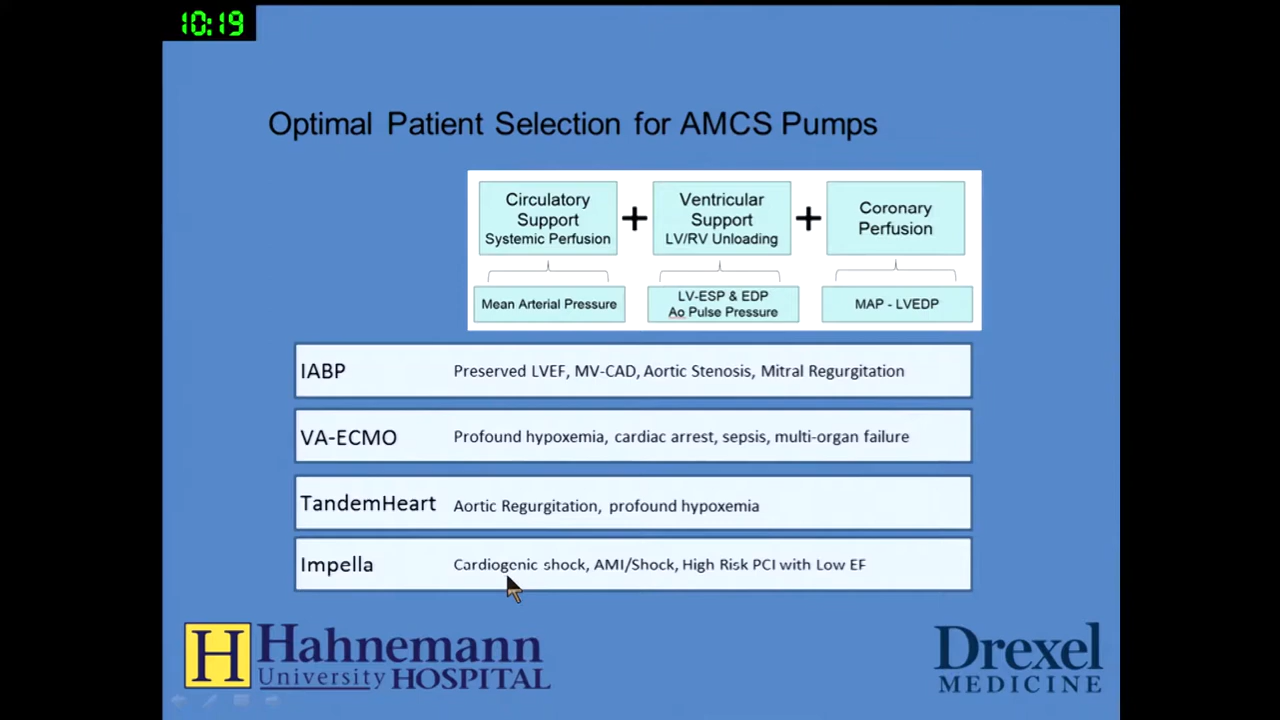 10:19
Optimal Patient Selection for AMCS Pumps
Circulatory
Support
Systemic Perfusion
+
Ventricular
Support
LV/RV Unloading
+
Coronary
Perfusion
Mean Arterial Pressure
LV-ESP & EDP
Ao Pulse Pressure
MAP - LVEDP
IABP Preserved LVEF, MV-CAD, Aortic Stenosis, Mitral Regurgitation
VA-ECMO Profound hypoxemia, cardiac arrest, sepsis, multi-organ failure
TandemHeart Aortic Regurgitation, profound hypoxemia
Impella Cardiogenic shock, AMI/Shock, High Risk PCI with Low EF
H Hahnemann
University HOSPITAL
Drexel
MEDICINE